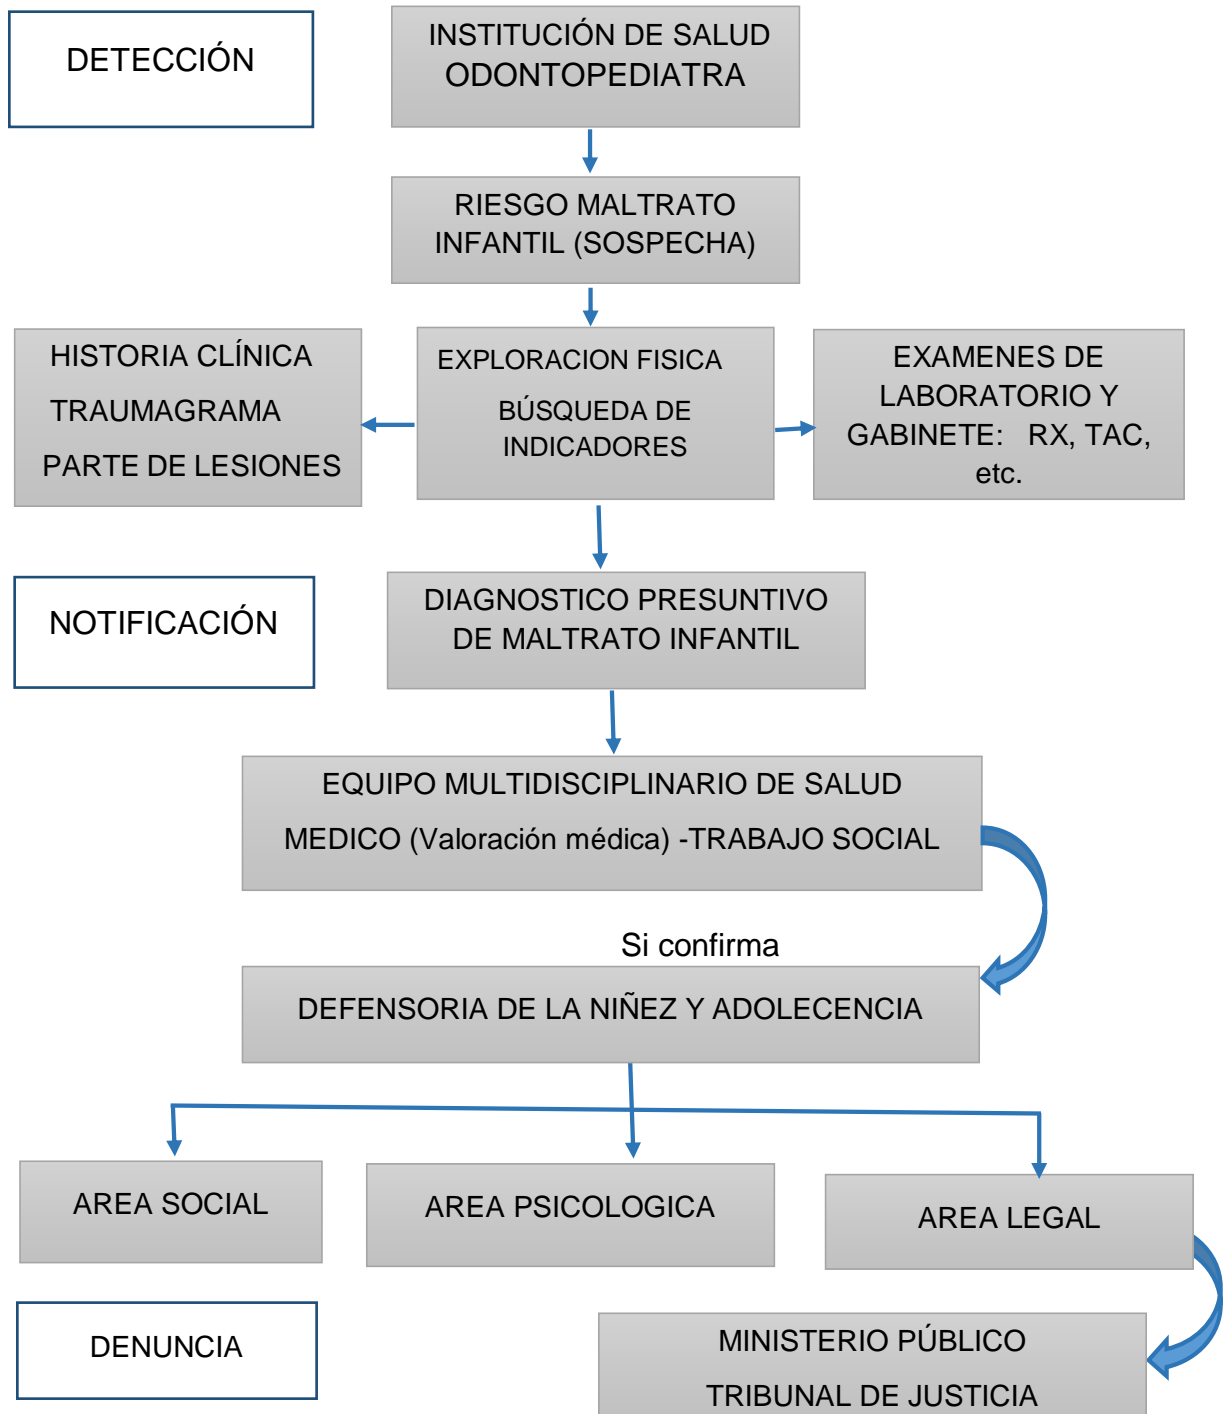 DETECCIÓN
INSTITUCIÓN DE SALUD
ODONTOPEDIATRA
RIESGO MALTRATO
INFANTIL (SOSPECHA)
HISTORIA CLÍNICA
TRAUMAGRAMA
PARTE DE LESIONES
EXPLORACION FISICA
BÚSQUEDA DE
INDICADORES
EXAMENES DE
LABORATORIO Y
GABINETE: RX, TAC,
etc.
NOTIFICACIÓN
DIAGNOSTICO PRESUNTIVO
DE MALTRATO INFANTIL
EQUIPO MULTIDISCIPLINARIO DE SALUD
MEDICO (Valoración médica) -TRABAJO SOCIAL
Si confirma
DEFENSORIA DE LA NIÑEZ Y ADOLECENCIA
AREA SOCIAL
AREA PSICOLOGICA
AREA LEGAL
DENUNCIA
MINISTERIO PÚBLICO
TRIBUNAL DE JUSTICIA